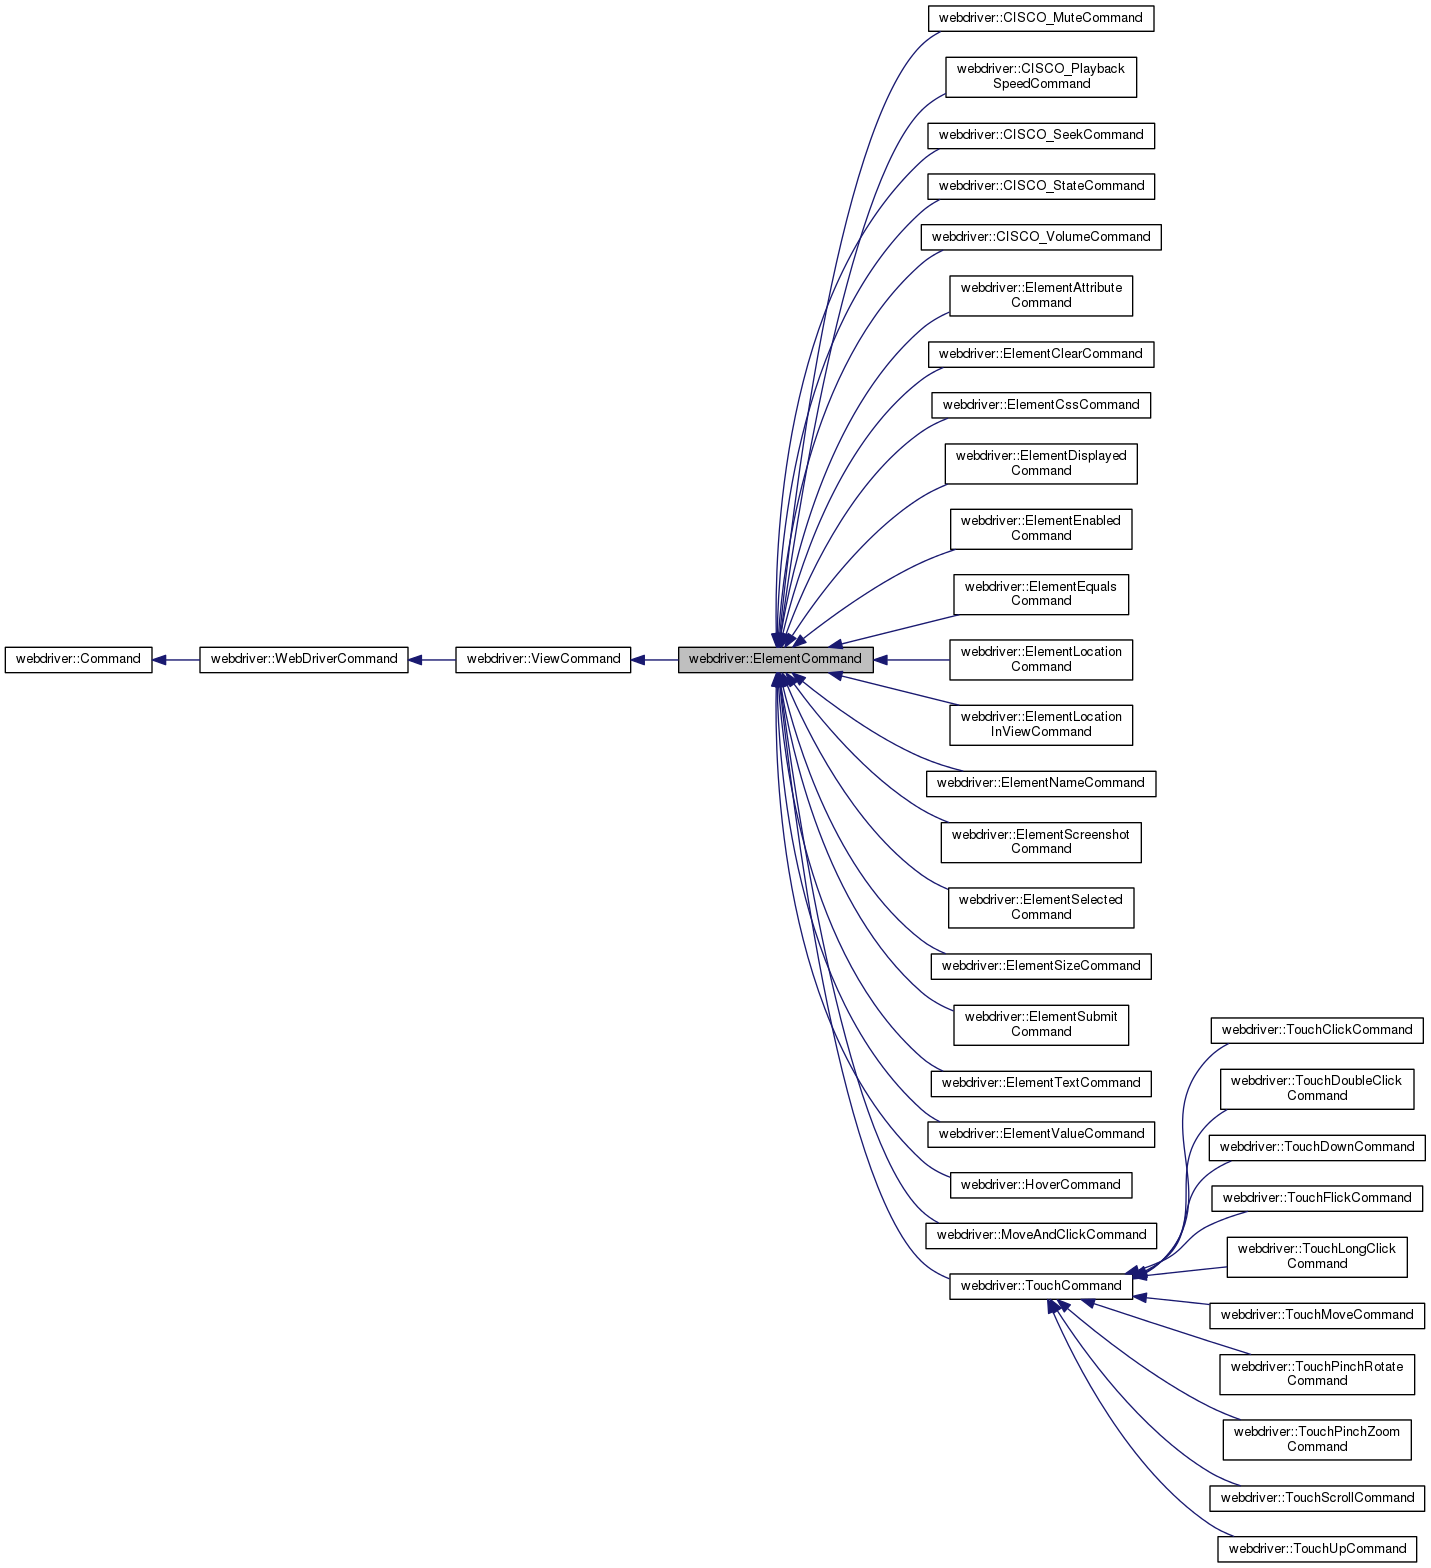 webdriver::CISCO_MuteCommand
webdriver::CISCO_Playback
SpeedCommand
webdriver::CISCO_SeekCommand
webdriver::CISCO_StateCommand
webdriver::CISCO_VolumeCommand
webdriver::ElementAttribute
Command
webdriver::ElementClearCommand
webdriver::ElementCssCommand
webdriver::ElementDisplayed
Command
webdriver::ElementEnabled
Command
webdriver::ElementEquals
Command
webdriver::Command
webdriver::WebDriverCommand
webdriver::ViewCommand
webdriver::ElementCommand
webdriver::ElementLocation
Command
webdriver::ElementLocation
InViewCommand
webdriver::ElementNameCommand
webdriver::ElementScreenshot
Command
webdriver::ElementSelected
Command
webdriver::ElementSizeCommand
webdriver::ElementSubmit
Command
webdriver::ElementTextCommand
webdriver::ElementValueCommand
webdriver::HoverCommand
webdriver::MoveAndClickCommand
webdriver::TouchCommand
webdriver::TouchClickCommand
webdriver::TouchDoubleClick
Command
webdriver::TouchDownCommand
webdriver::TouchFlickCommand
webdriver::TouchLongClick
Command
webdriver::TouchMoveCommand
webdriver::TouchPinchRotate
Command
webdriver::TouchPinchZoom
Command
webdriver::TouchScrollCommand
webdriver::TouchUpCommand